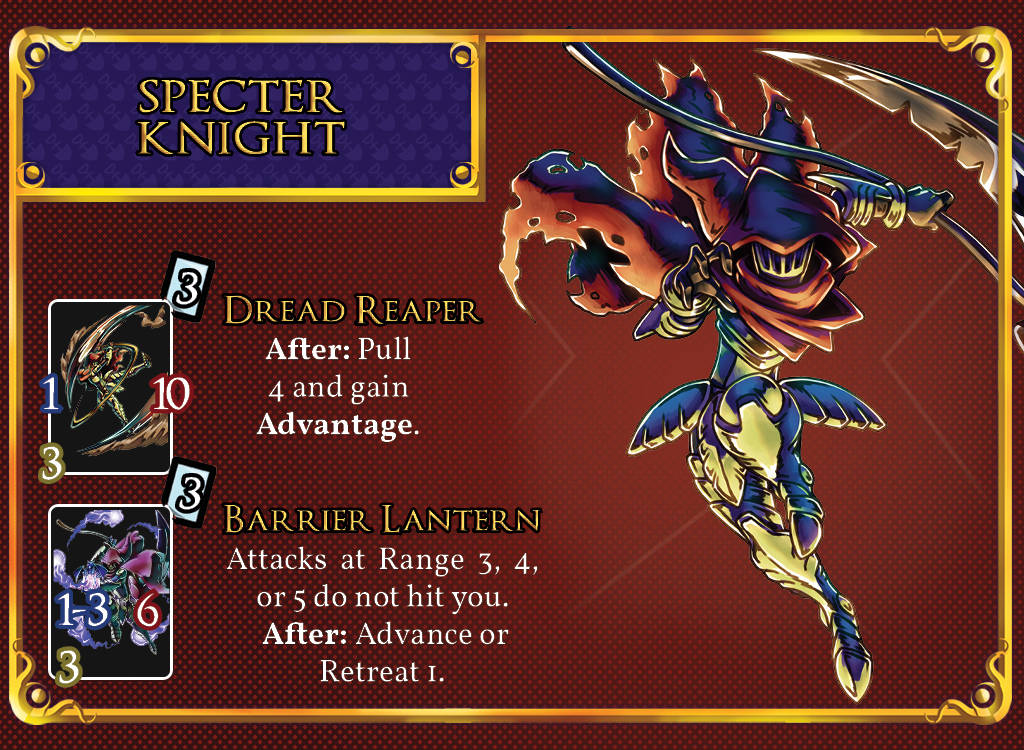 SPECTER
KNIGHT
3
DREAD REAPER
After: Pull
4 and gain
Advantage.
1 10
3
3
BARRIER LANTERN
Attacks at Range 3, 4,
or 5 do not hit you.
After: Advance or
Retreat 1.
1-3 6
3